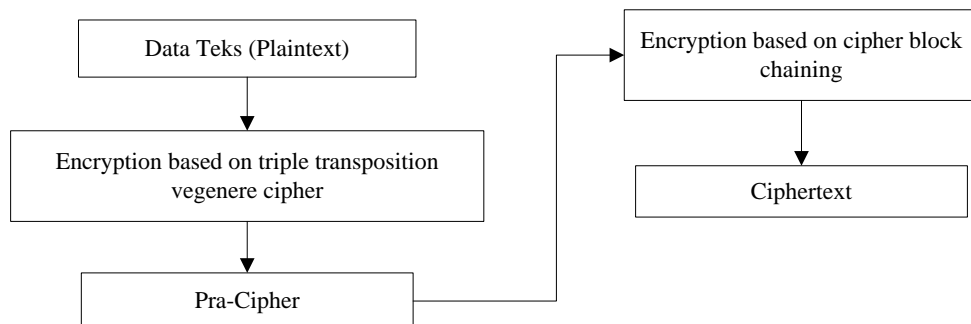 Data Teks (Plaintext)
Encryption based on triple transposition
vegenere cipher
Pra-Cipher
Encryption based on cipher block
chaining
Ciphertext